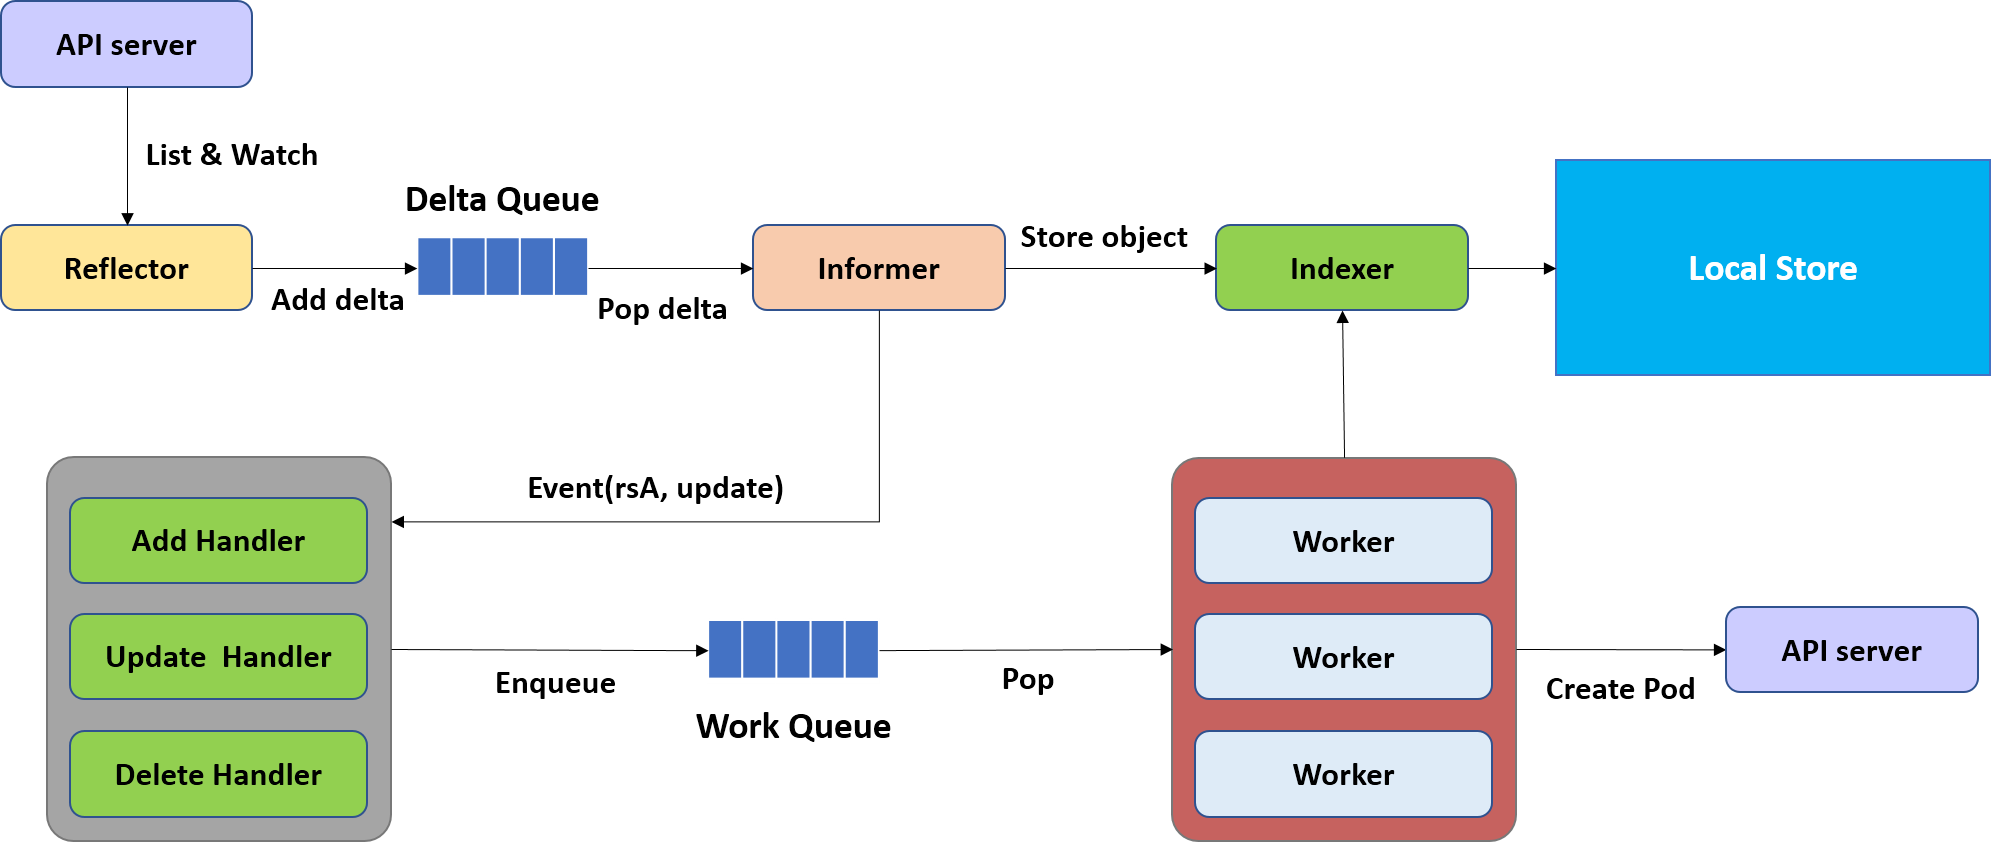 API server
List & Watch
Delta Queue
Reflector
Add delta
Pop delta
Informer
Store object
Indexer
Local Store
Event(rsA, update)
Add Handler
Update Handler
Delete Handler
Enqueue
Work Queue
Pop
Worker
Worker
Worker
Create Pod
API server